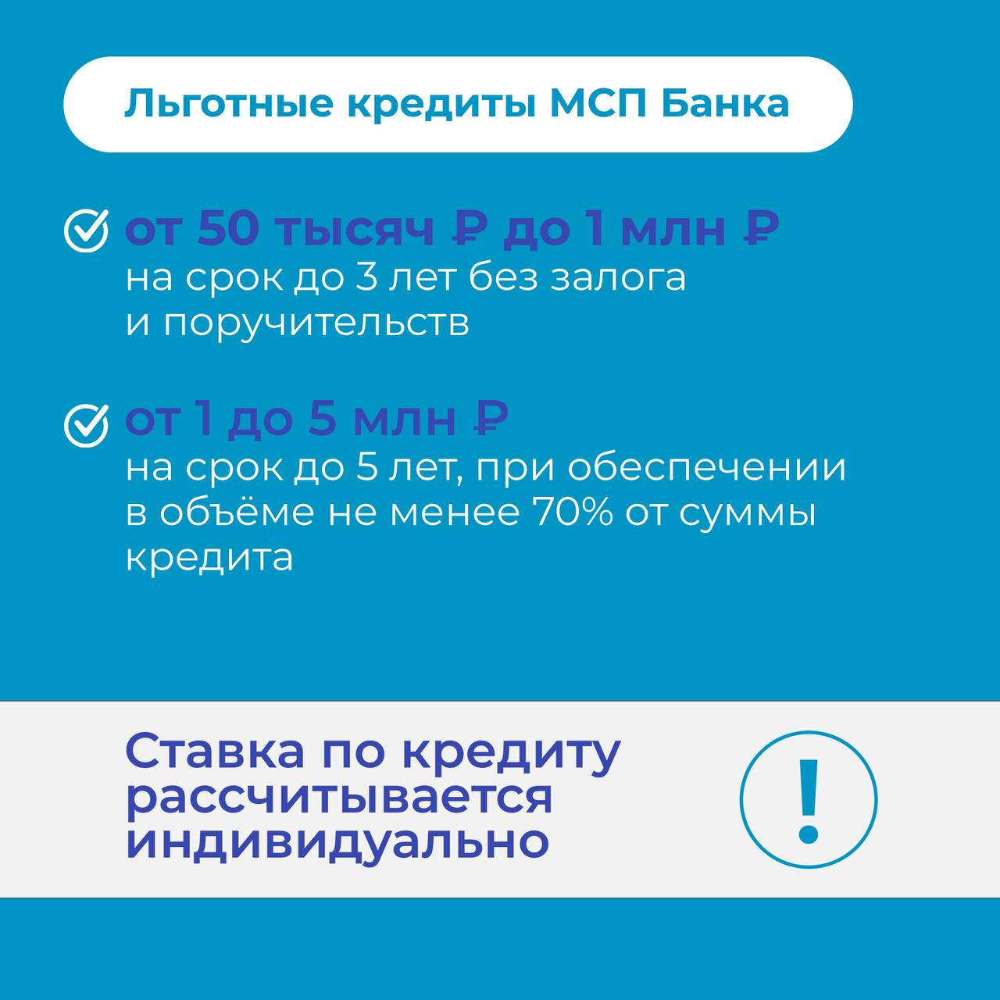 Льготные кредиты МСП Банка
от 50 тысяч ₽ до 1 млн ₽
на срок до 3 лет без залога
и поручительств
от 1 до 5 млн ₽
на срок до 5 лет, при обеспечении
в объёме не менее 70% от суммы
кредита
Ставка по кредиту
рассчитывается
индивидуально
!